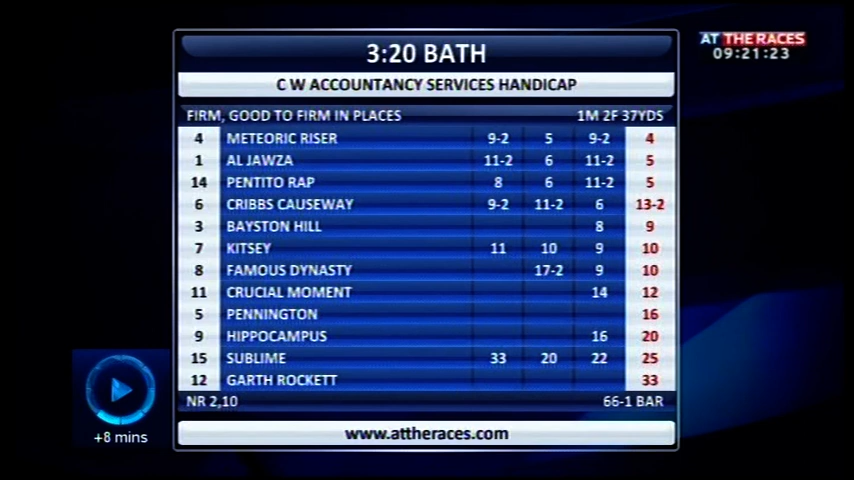 AT THE RACES
09:21:23
3:20 BATH
C W ACCOUNTANCY SERVICES HANDICAP
FIRM, GOOD TO FIRM IN PLACES 1M 2F 37YDS
4 METEORIC RISER 9-2 5 9-2 4
1 AL JAWZA 11-2 6 11-2 5
14 PENTITO RAP 8 6 11-2 5
6 CRIBBS CAUSEWAY 9-2 11-2 6 13-2
3 BAYSTON HILL 8 9
7 KITSEY 11 10 9 10
8 FAMOUS DYNASTY 17-2 9 10
11 CRUCIAL MOMENT 14 12
5 PENNINGTON 16
9 HIPPOCAMPUS 16 20
15 SUBLIME 33 20 22 25
12 GARTH ROCKETT 33
NR 2,10 66-1 BAR
+8 mins
www.attheraces.com